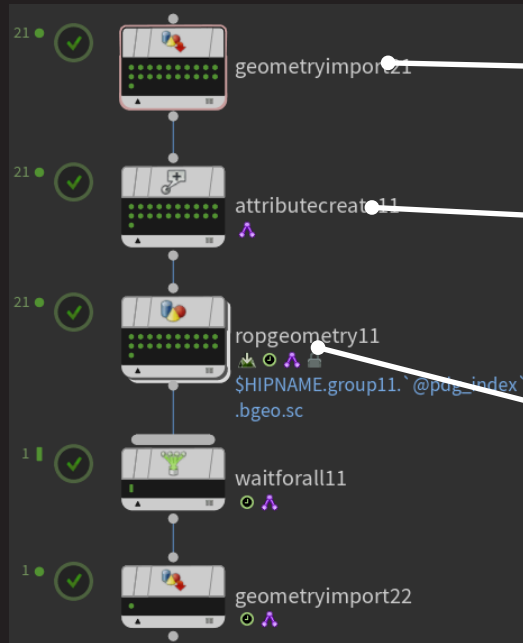 21
geometryimport21
21
attributecreate11
21
ropgeometry11
$HIPNAME.group11.`@pdg_index`
.bgeo.sc
1
waitforall11
1
geometryimport22